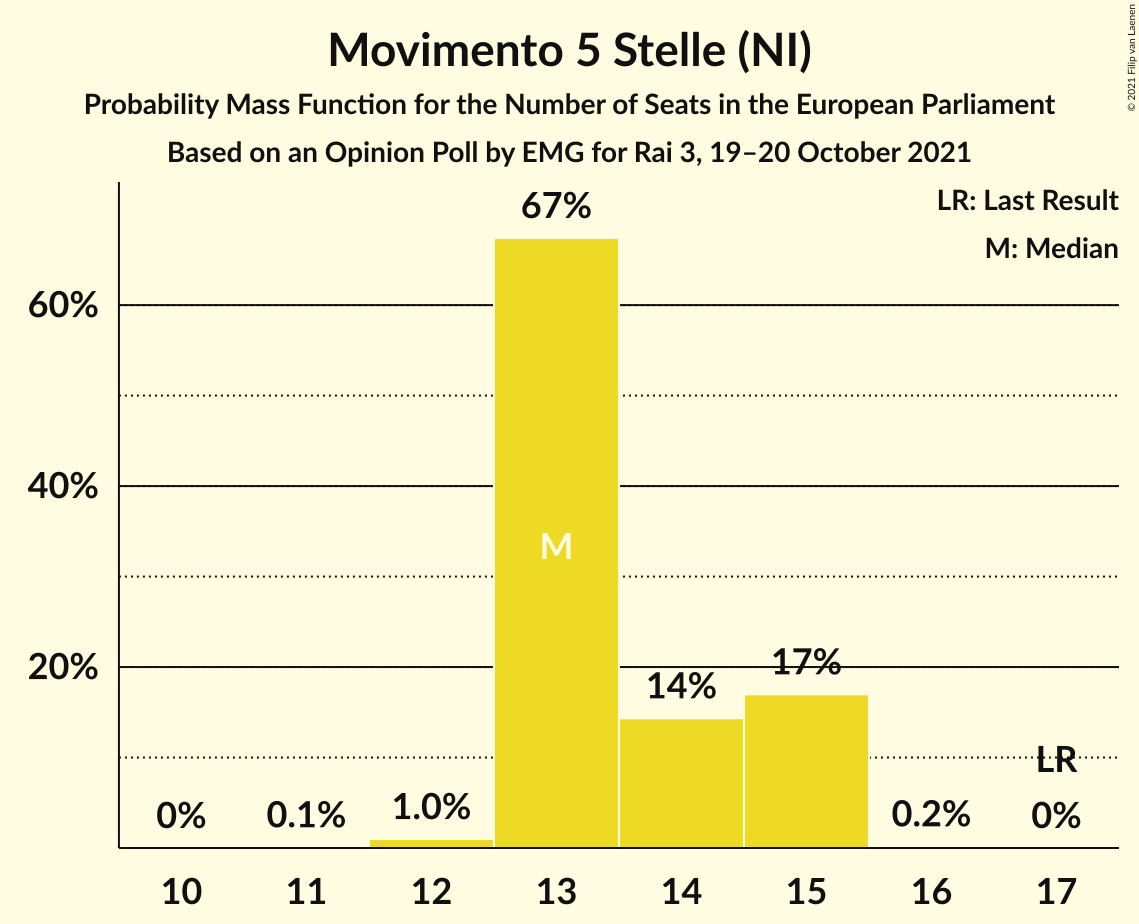 Movimento 5 Stelle (NI)
Probability Mass Function for the Number of Seats in the European Parliament
Based on an Opinion Poll by EMG for Rai 3, 19–20 October 2021
© 2021 Filip van Laenen
LR: Last Result
M: Median
60%
40%
20%
0%
0.1%
1.0%
67%
M
14%
17%
0.2%
LR
0%
10 11 12 13 14 15 16 17